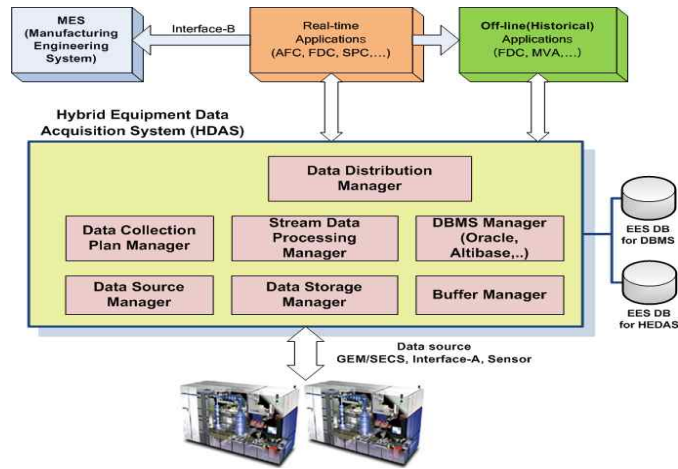 MES
(Manufacturing
Engineering
System)
Interface-B
Real-time
Applications
(AFC, FDC, SPC,...)
Off-line(Historical)
Applications
(FDC, MVA,...)
Hybrid Equipment Data
Acquisition System (HDAS)
Data Distribution
Manager
Data Collection
Plan Manager
Stream Data
Processing
Manager
DBMS Manager
(Oracle,
Altibase,..)
Data Source
Manager
Data Storage
Manager
Buffer Manager
EES DB
for DBMS
EES DB
for HEDAS
Data source
GEM/SECS, Interface-A, Sensor